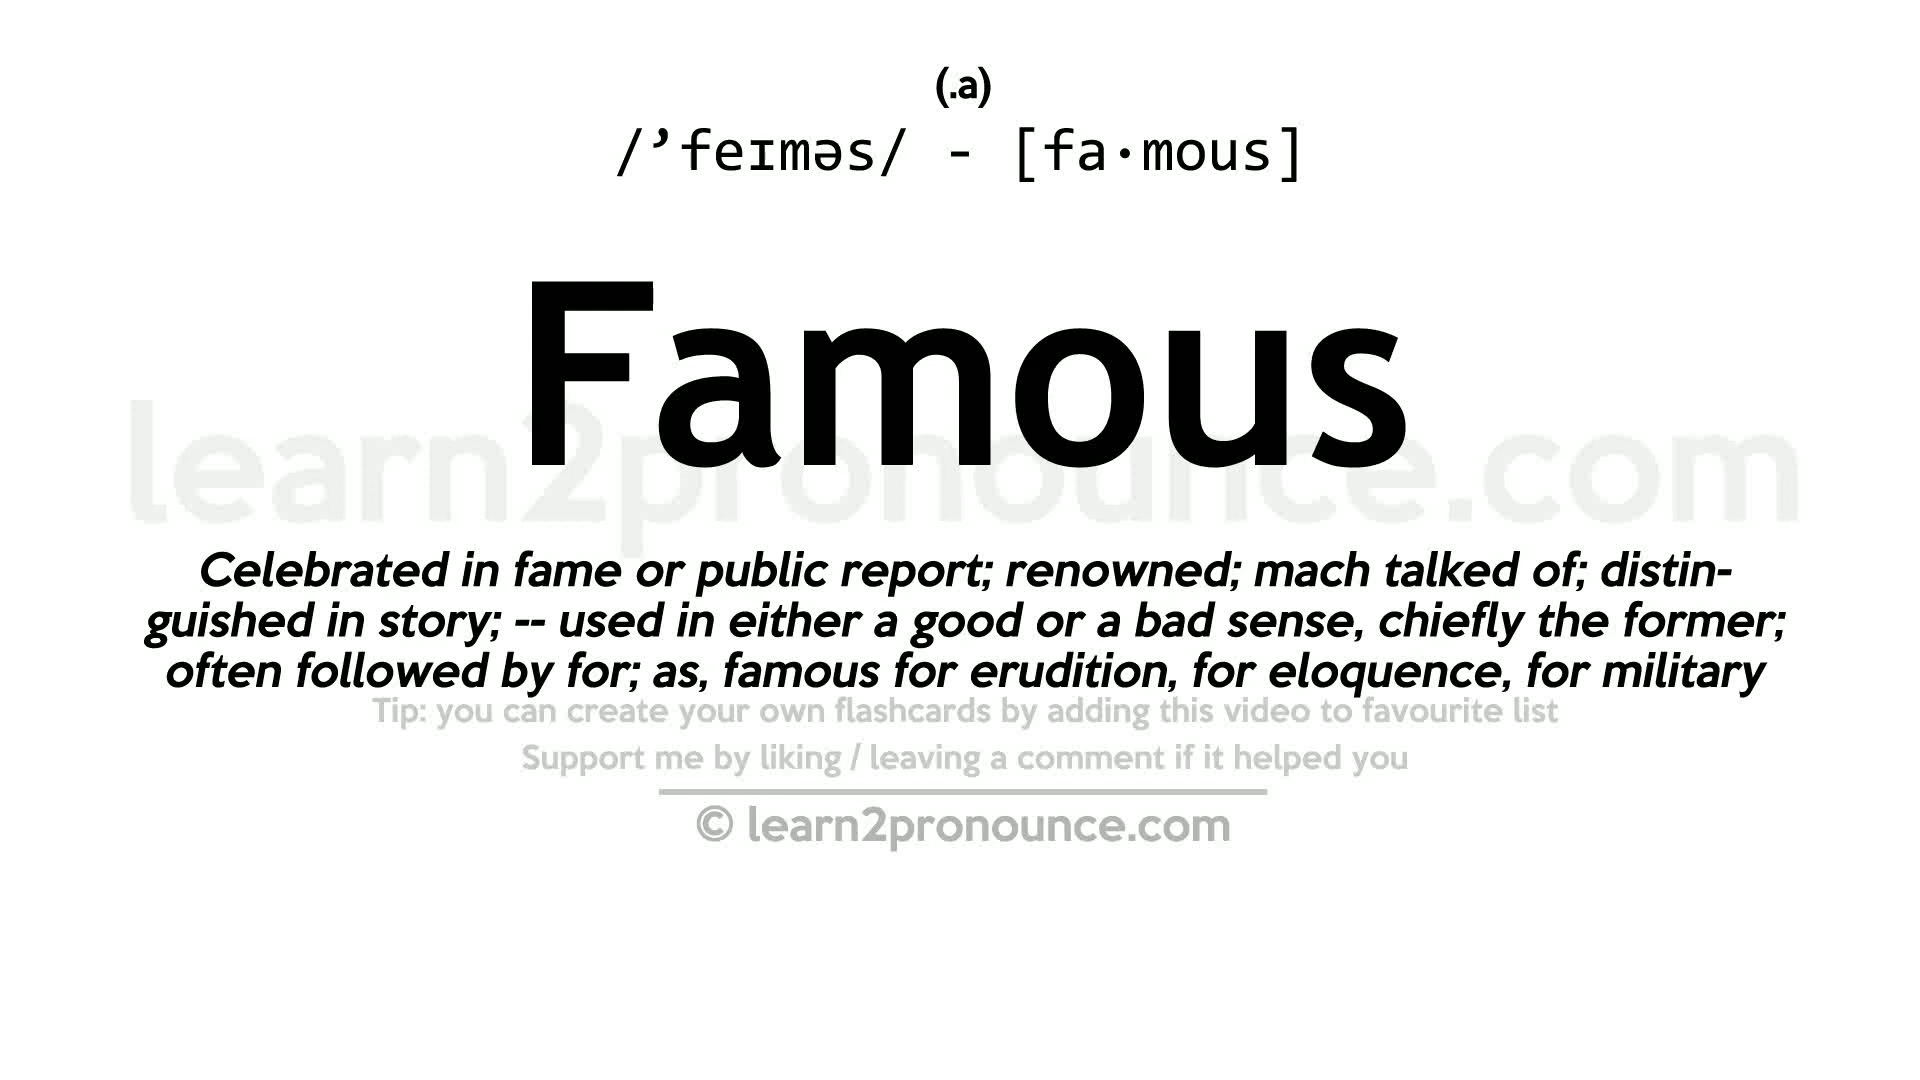 (.a)
/’feɪməs/ - [fa·mous]
Famous
learn2pronounce.com
Celebrated in fame or public report; renowned; mach talked of; distin-
guished in story; -- used in either a good or a bad sense, chiefly the former;
often followed by for; as, famous for erudition, for eloquence, for military
Tip: you can create your own flashcards by adding this video to favourite list
Support me by liking / leaving a comment if it helped you
© learn2pronounce.com